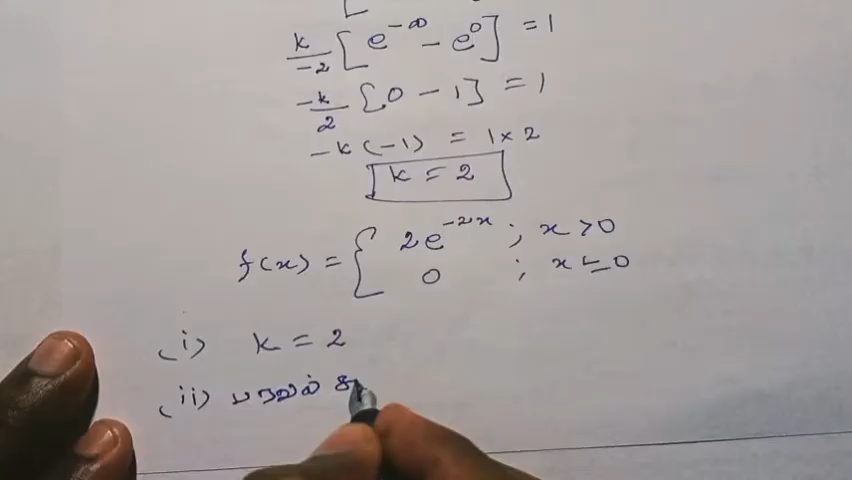 k/-2 [e^-∞ - e^0] = 1
-k/2 [0 - 1] = 1
-k(-1) = 1×2
k = 2
f(x) = { 2e^-2x ; x > 0
0 ; x ≤ 0
(i) k = 2
(ii) பரவல்